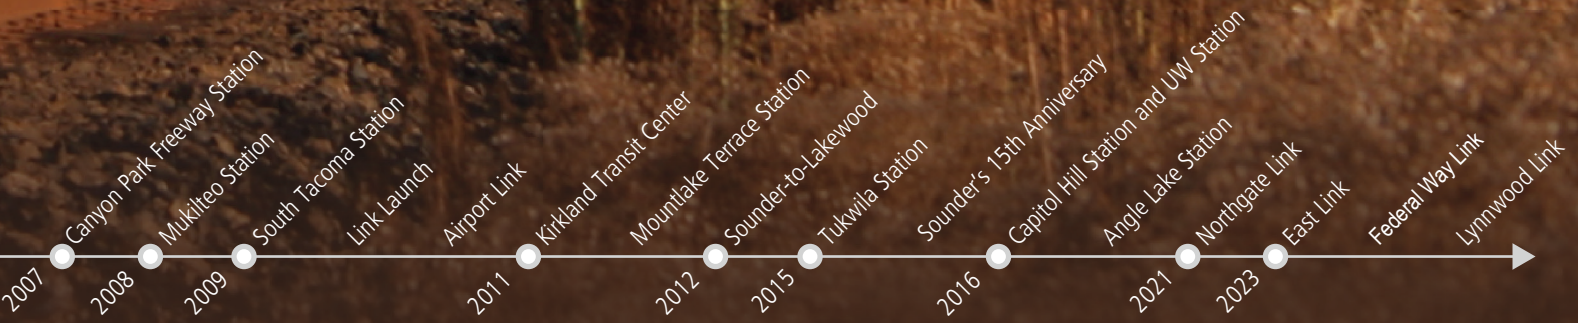 Canyon Park Freeway Station
Mukilteo Station
South Tacoma Station
Link Launch
Airport Link
Kirkland Transit Center
Mountlake Terrace Station
Sounder-to-Lakewood
Tukwila Station
Sounder's 15th Anniversary
Capitol Hill Station and UW Station
Angle Lake Station
Northgate Link
East Link
Federal Way Link
Lynnwood Link
2007
2008
2009
2011
2012
2015
2016
2021
2023